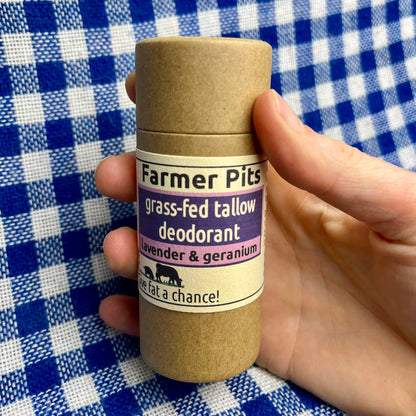 Farmer Pits
grass-fed tallow
deodorant
lavender & geranium
fat a chance!